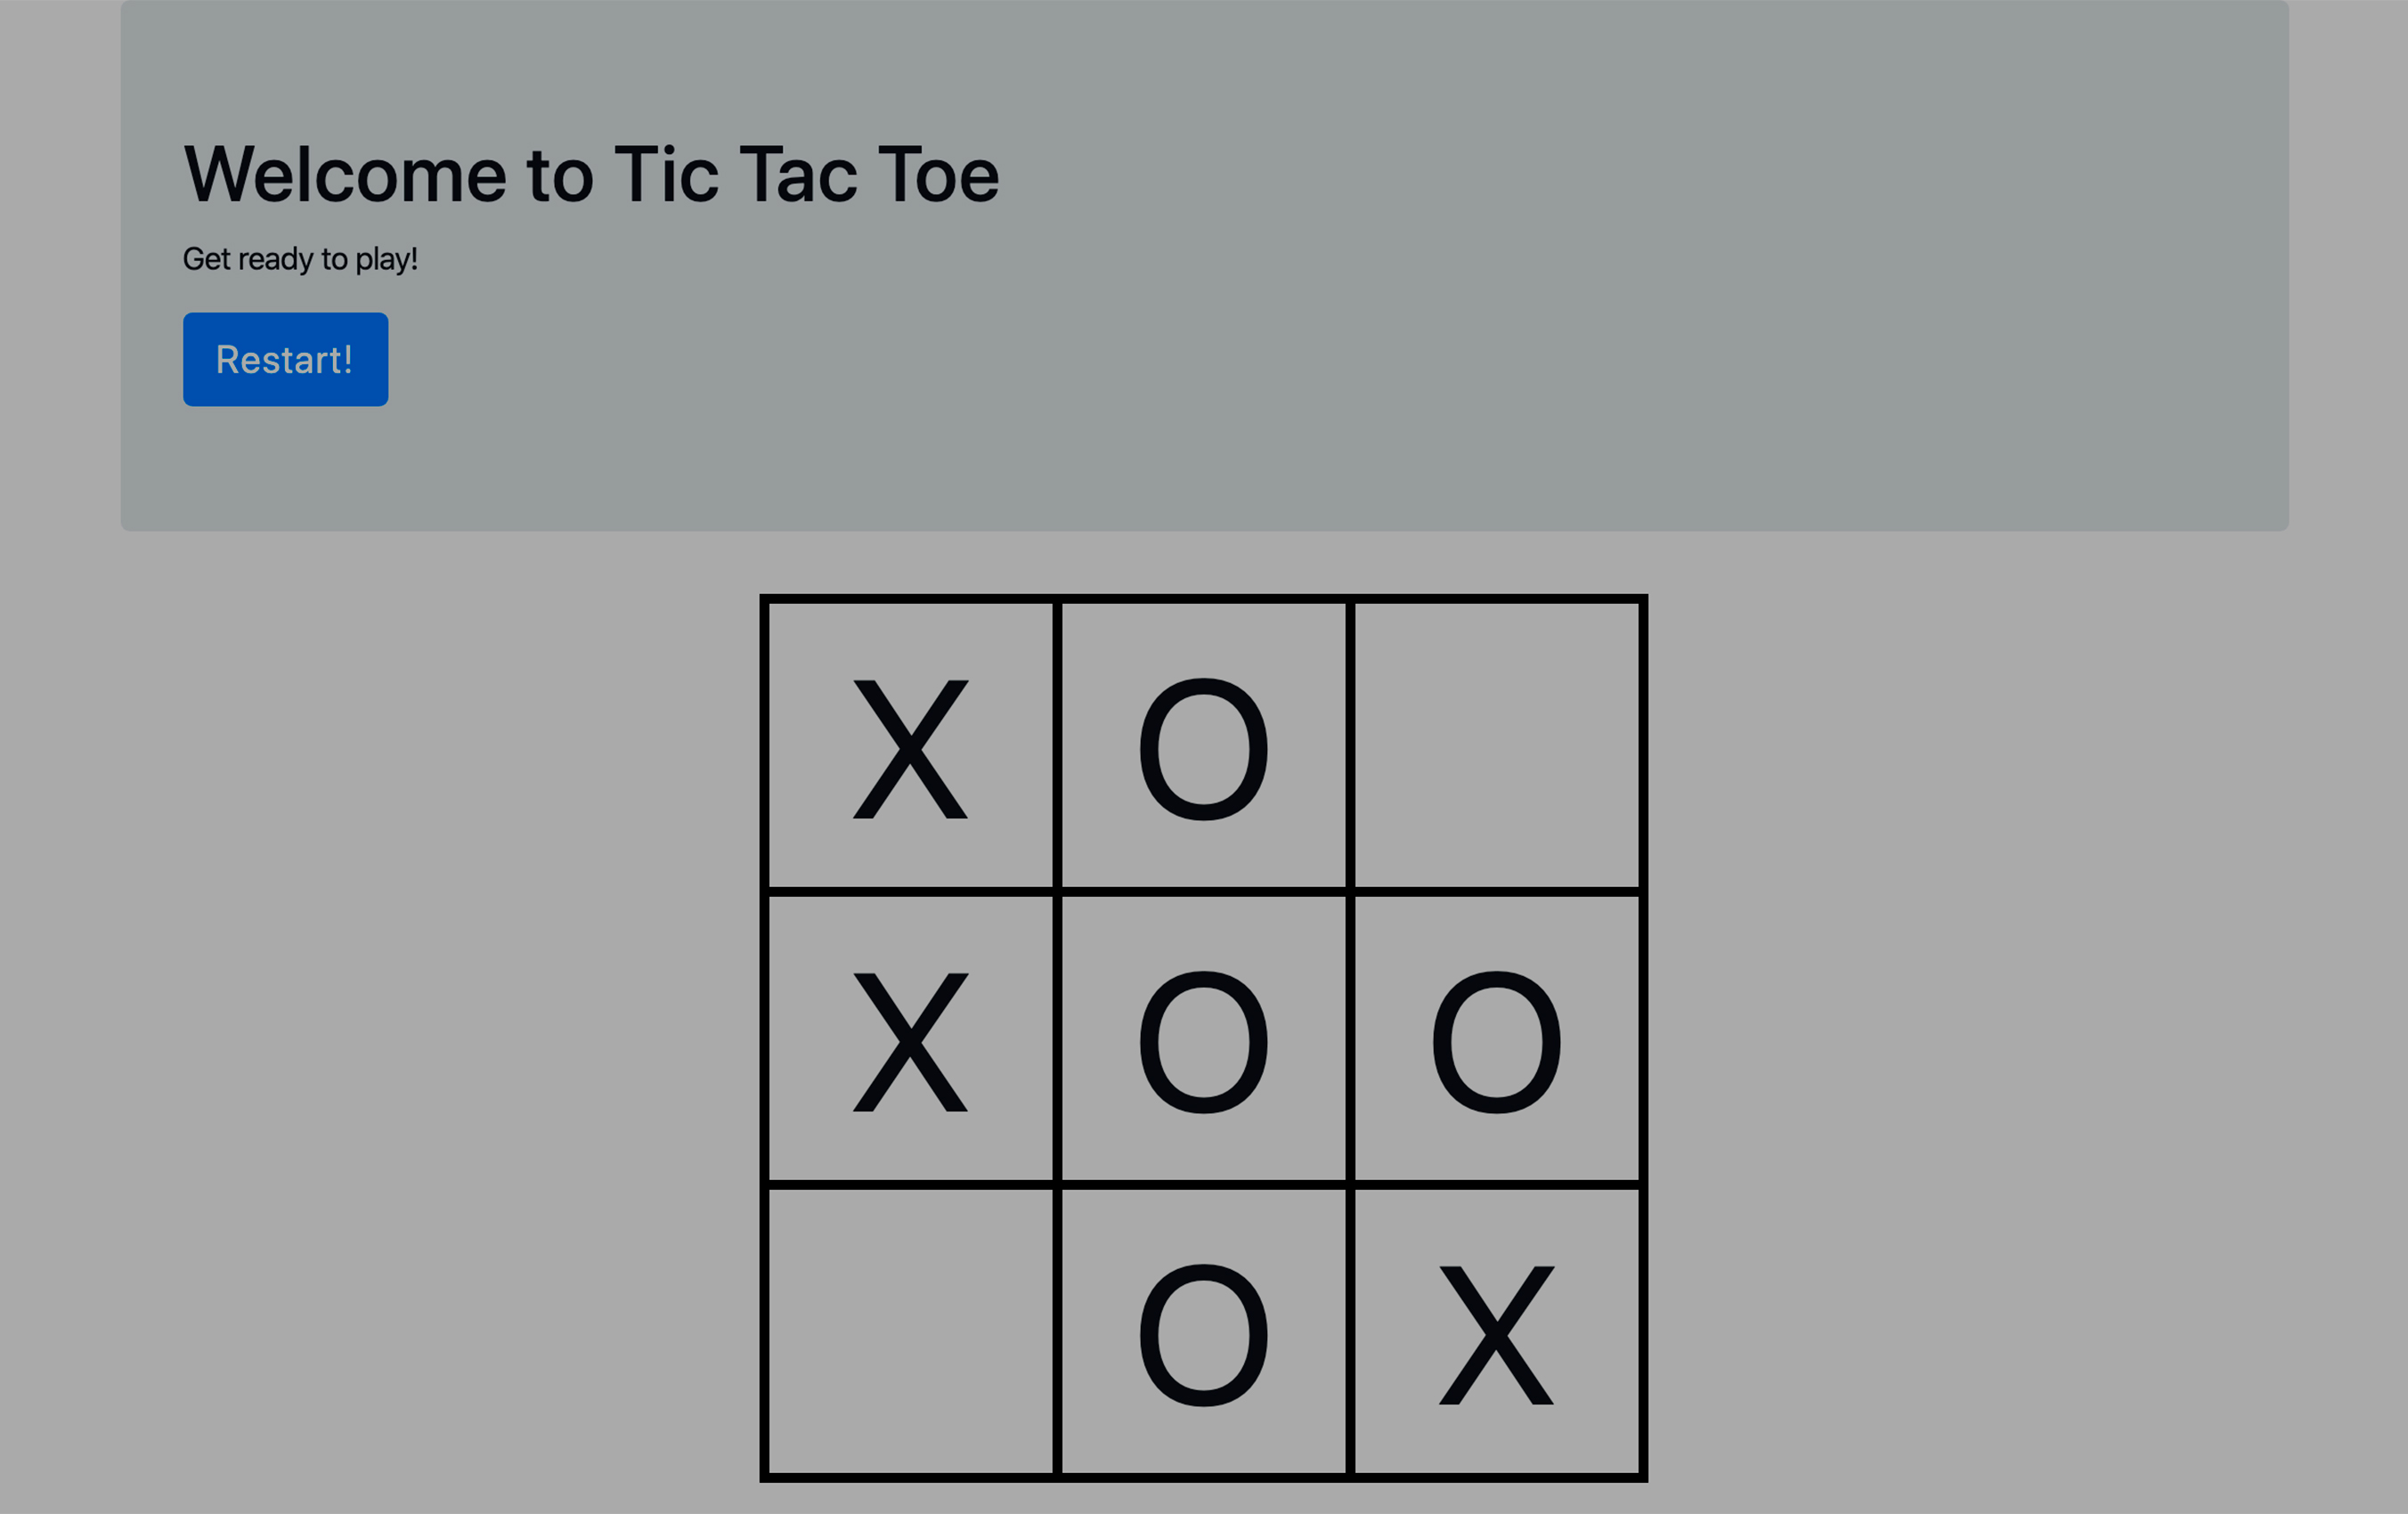 Welcome to Tic Tac Toe
Get ready to play!
Restart!
X O
X O O
O X